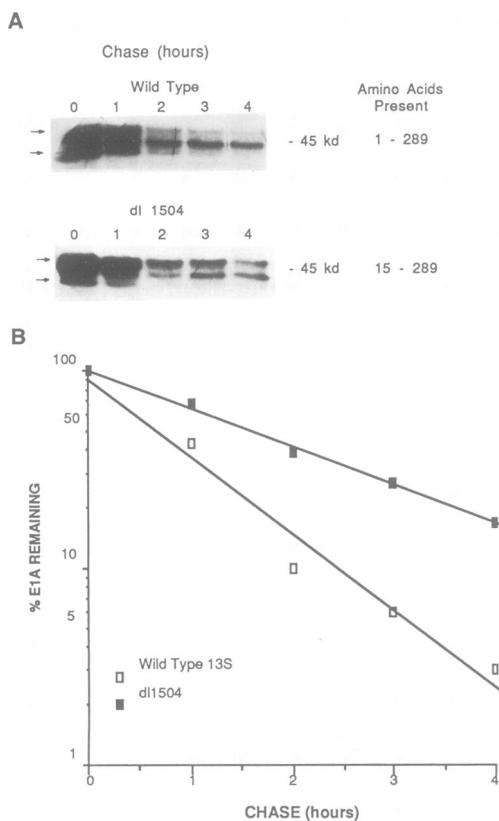 A
Chase (hours)
Wild Type
Amino Acids
Present
0 1 2 3 4
- 45 kd 1 - 289
dl 1504
0 1 2 3 4
- 45 kd 15 - 289
B
100
50
10
5
1
% E1A REMAINING
Wild Type 13S
dl1504
0 1 2 3 4
CHASE (hours)